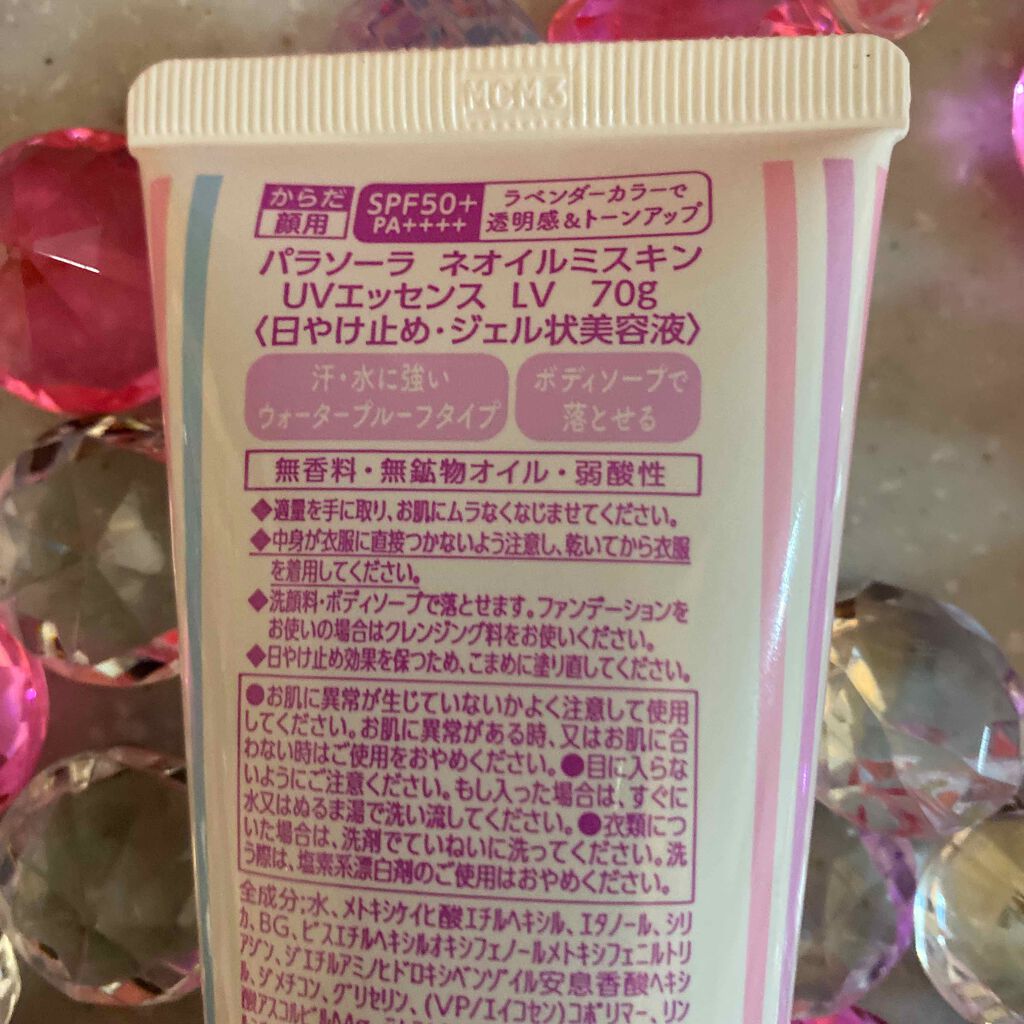 MCM3
からだ
顔用
SPF50+
PA++++
ラベンダーカラーで
透明感&トーンアップ
パラソーラ ネオイルミスキン
UVエッセンス LV 70g
〈日やけ止め・ジェル状美容液〉
汗・水に強い
ウォータープルーフタイプ
ボディソープで
落とせる
無香料・無鉱物オイル・弱酸性
◆適量を手に取り、お肌にムラなくなじませてください。
◆中身が衣服に直接つかないよう注意し、乾いてから衣服
を着用してください。
◆洗顔料・ボディソープで落とせます。ファンデーションを
お使いの場合はクレンジング料をお使いください。
◆日やけ止め効果を保つため、こまめに塗り直してください。
●お肌に異常が生じていないかよく注意して使用
してください。お肌に異常がある時、又はお肌に合
わない時はご使用をおやめください。●目に入らな
いようにご注意ください。もし入った場合は、すぐに
水又はぬるま湯で洗い流してください。●衣類につ
いた場合は、洗剤でていねいに洗ってください。洗
う際は、塩素系漂白剤のご使用はおやめください。
全成分:水、メトキシケイヒ酸エチルヘキシル、エタノール、シリ
カ、BG、ビスエチルヘキシルオキシフェノールメトキシフェニルトリ
アジン、ジエチルアミノヒドロキシベンゾイル安息香酸ヘキシ
ル、ジメチコン、グリセリン、(VP/エイコセン)コポリマー、リン